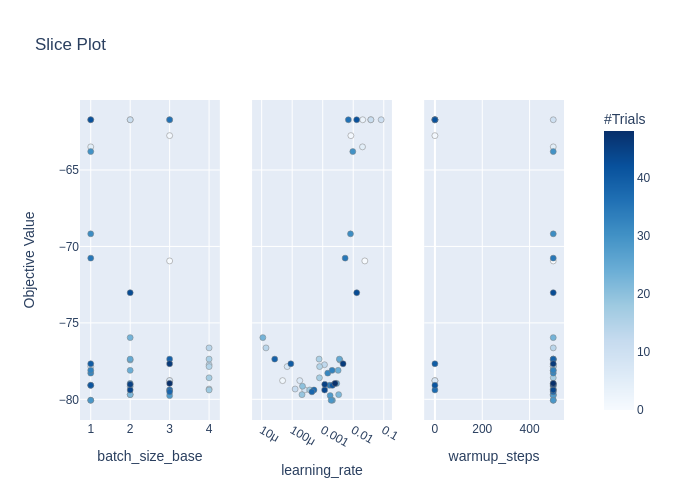 Slice Plot
#Trials
Objective Value
−65
−70
−75
−80
40
30
20
10
0
1 2 3 4
10μ 100μ 0.001 0.01 0.1
0 200 400
batch_size_base
learning_rate
warmup_steps